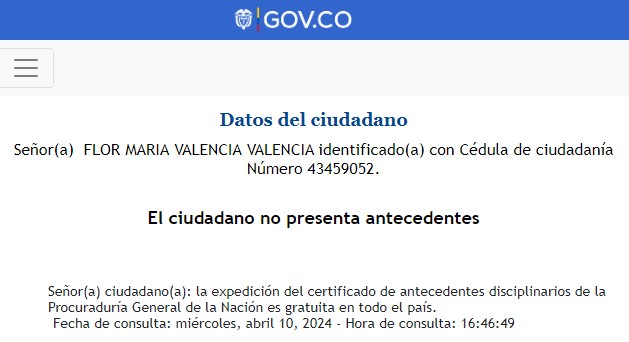 GOV.CO
Datos del ciudadano
Señor(a)  FLOR MARIA VALENCIA VALENCIA identificado(a) con Cédula de ciudadanía
Número 43459052.
El ciudadano no presenta antecedentes
Señor(a) ciudadano(a): la expedición del certificado de antecedentes disciplinarios de la
Procuraduría General de la Nación es gratuita en todo el país.
Fecha de consulta: miércoles, abril 10, 2024 - Hora de consulta: 16:46:49